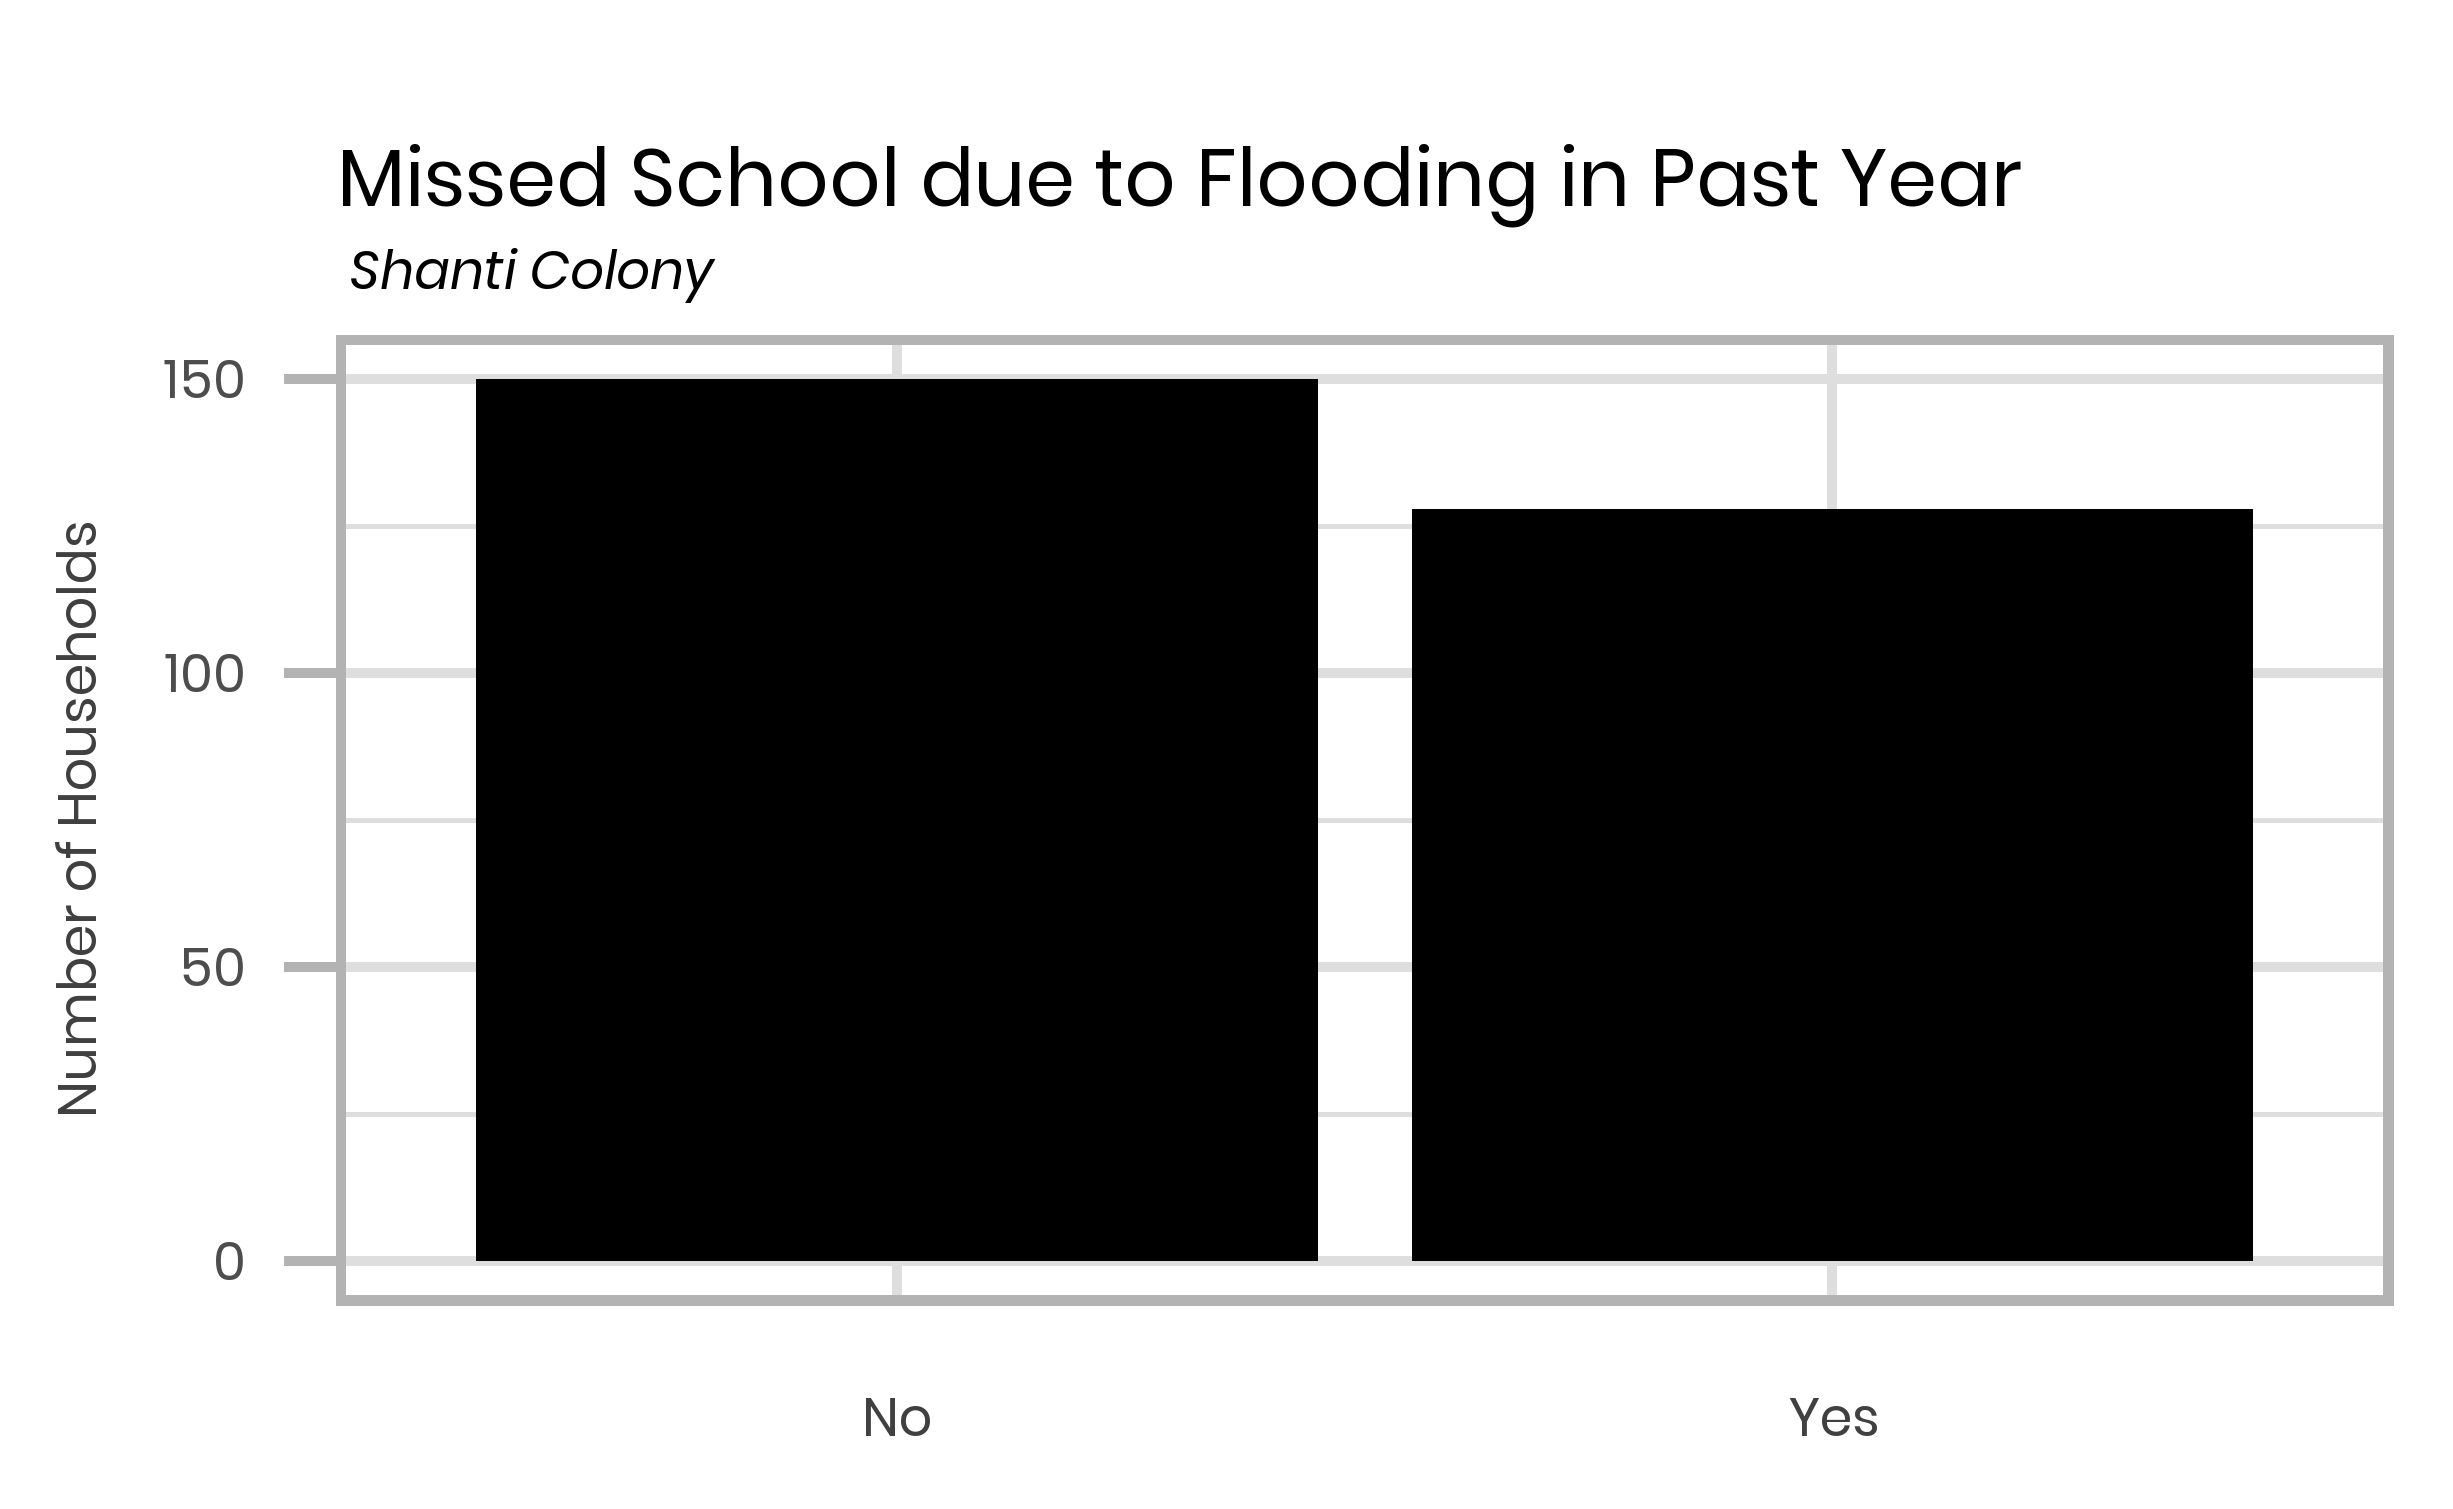 Missed School due to Flooding in Past Year
Shanti Colony
Number of Households
150
100
50
0
No
Yes